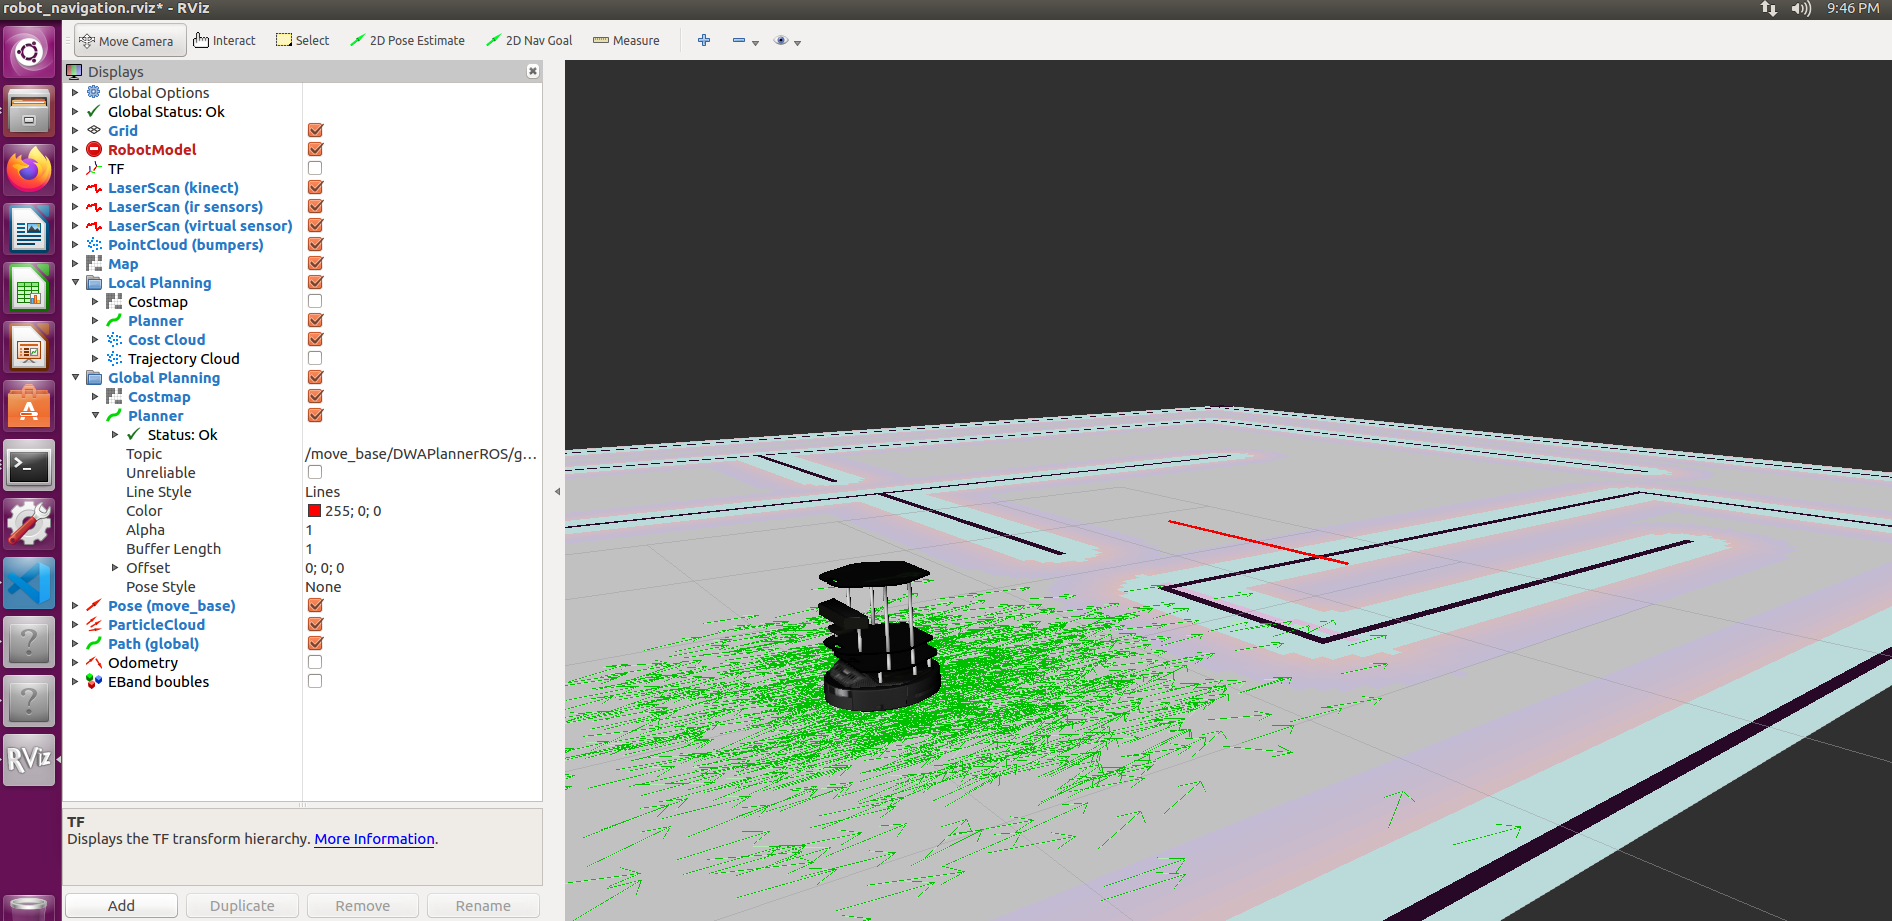 robot_navigation.rviz* - RViz
9:46 PM
Move Camera
Interact
Select
2D Pose Estimate
2D Nav Goal
Measure
Displays
Global Options
Global Status: Ok
Grid
RobotModel
TF
LaserScan (kinect)
LaserScan (ir sensors)
LaserScan (virtual sensor)
PointCloud (bumpers)
Map
Local Planning
Costmap
Planner
Cost Cloud
Trajectory Cloud
Global Planning
Costmap
Planner
Status: Ok
Topic /move_base/DWAPlannerROS/g...
Unreliable
Line Style Lines
Color 255; 0; 0
Alpha 1
Buffer Length 1
Offset 0; 0; 0
Pose Style None
Pose (move_base)
ParticleCloud
Path (global)
Odometry
EBand boubles
RViz
TF
Displays the TF transform hierarchy. More Information.
Add
Duplicate
Remove
Rename